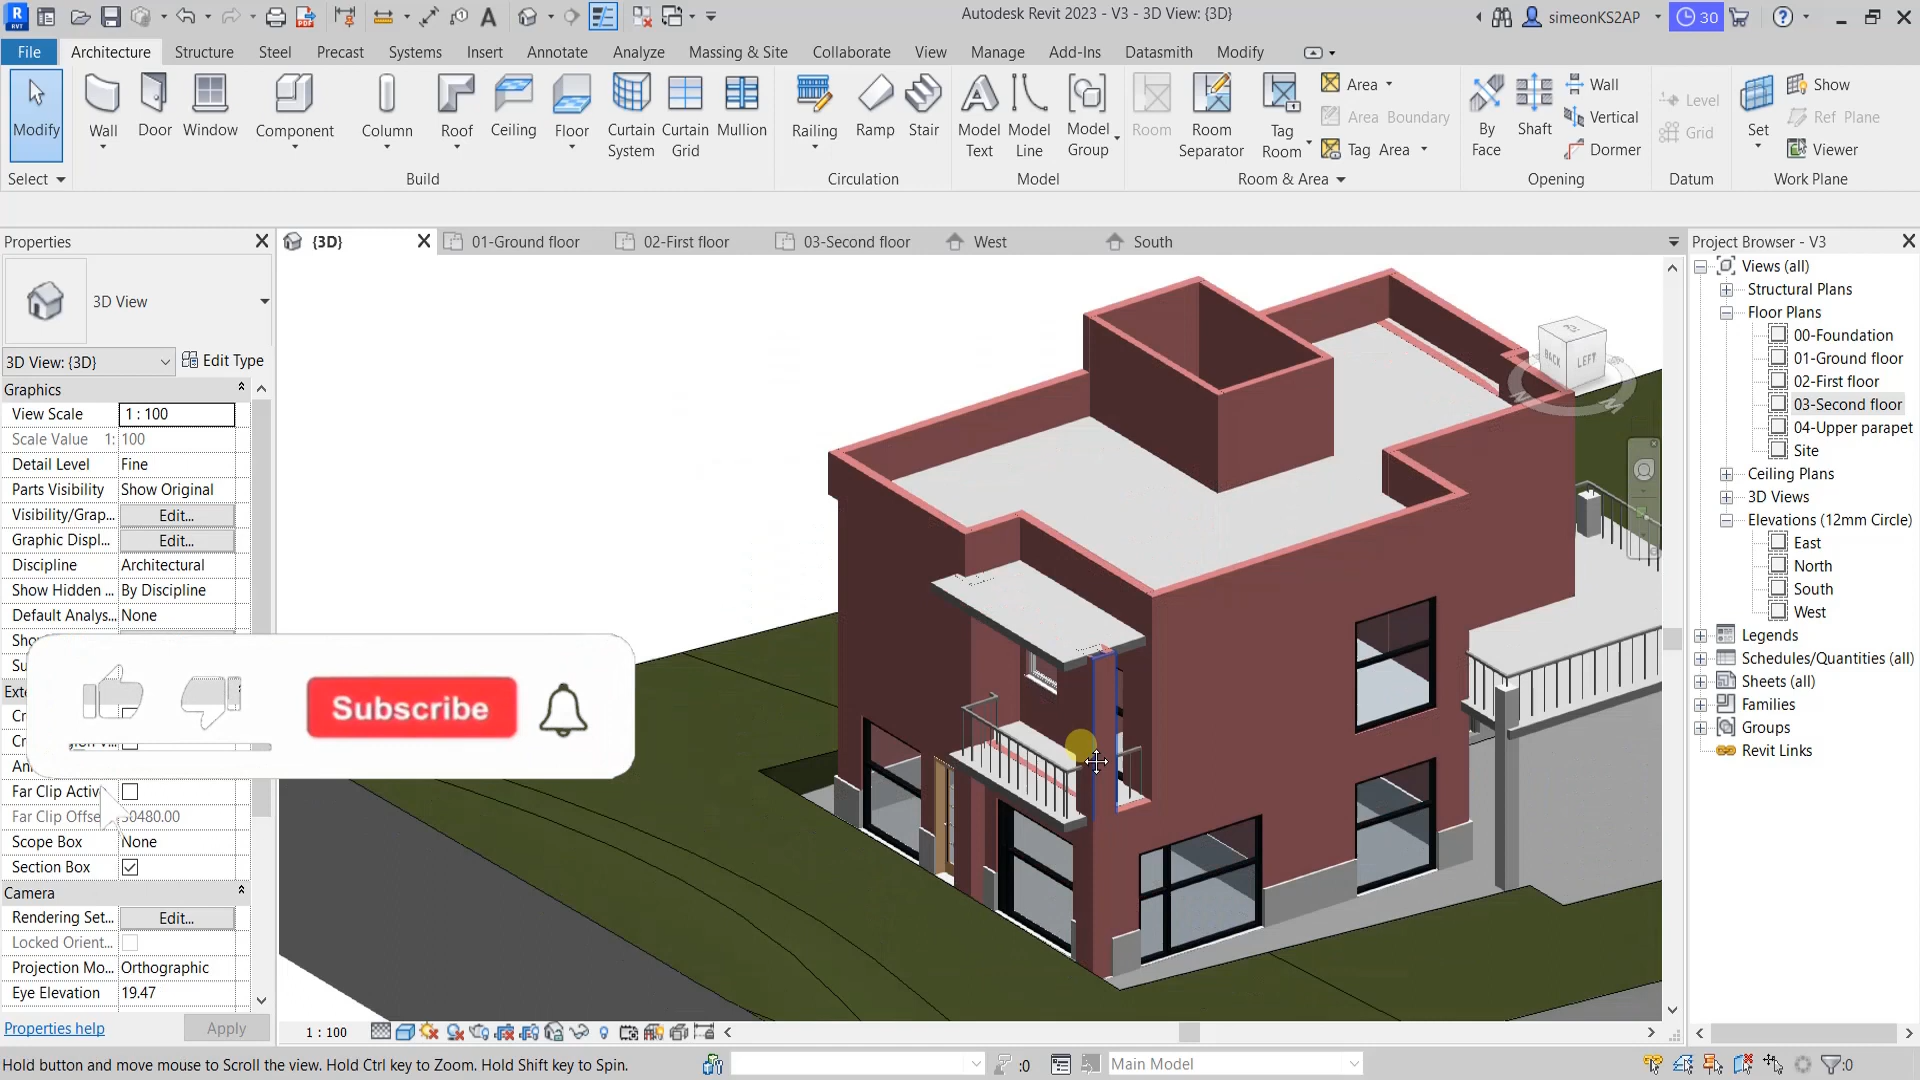 Autodesk Revit 2023 - V3 - 3D View: {3D}
simeonKS2AP
30
File
Architecture
Structure
Steel
Precast
Systems
Insert
Annotate
Analyze
Massing & Site
Collaborate
View
Manage
Add-Ins
Datasmith
Modify
Modify
Wall
Door
Window
Component
Column
Roof
Ceiling
Floor
Curtain System
Curtain Grid
Mullion
Railing
Ramp
Stair
Model Text
Model Line
Model Group
Room
Room Separator
Tag Room
Area
Area Boundary
Tag Area
By Face
Shaft
Wall
Vertical
Dormer
Level
Grid
Set
Show
Ref Plane
Viewer
Select
Build
Circulation
Model
Room & Area
Opening
Datum
Work Plane
Properties
{3D}
01-Ground floor
02-First floor
03-Second floor
West
South
Project Browser - V3
3D View
3D View: {3D}
Edit Type
Graphics
View Scale
1 : 100
Scale Value 1:
100
Detail Level
Fine
Parts Visibility
Show Original
Visibility/Grap...
Edit...
Graphic Displ...
Edit...
Discipline
Architectural
Show Hidden ...
By Discipline
Default Analys...
None
Subscribe
Far Clip Activ
Far Clip Offse
30480.00
Scope Box
None
Section Box
Camera
Rendering Set...
Edit...
Locked Orient...
Projection Mo...
Orthographic
Eye Elevation
19.47
Properties help
Apply
BACK
LEFT
Views (all)
Structural Plans
Floor Plans
00-Foundation
01-Ground floor
02-First floor
03-Second floor
04-Upper parapet
Site
Ceiling Plans
3D Views
Elevations (12mm Circle)
East
North
South
West
Legends
Schedules/Quantities (all)
Sheets (all)
Families
Groups
Revit Links
1 : 100
Hold button and move mouse to Scroll the view. Hold Ctrl key to Zoom. Hold Shift key to Spin.
:0
Main Model
:0